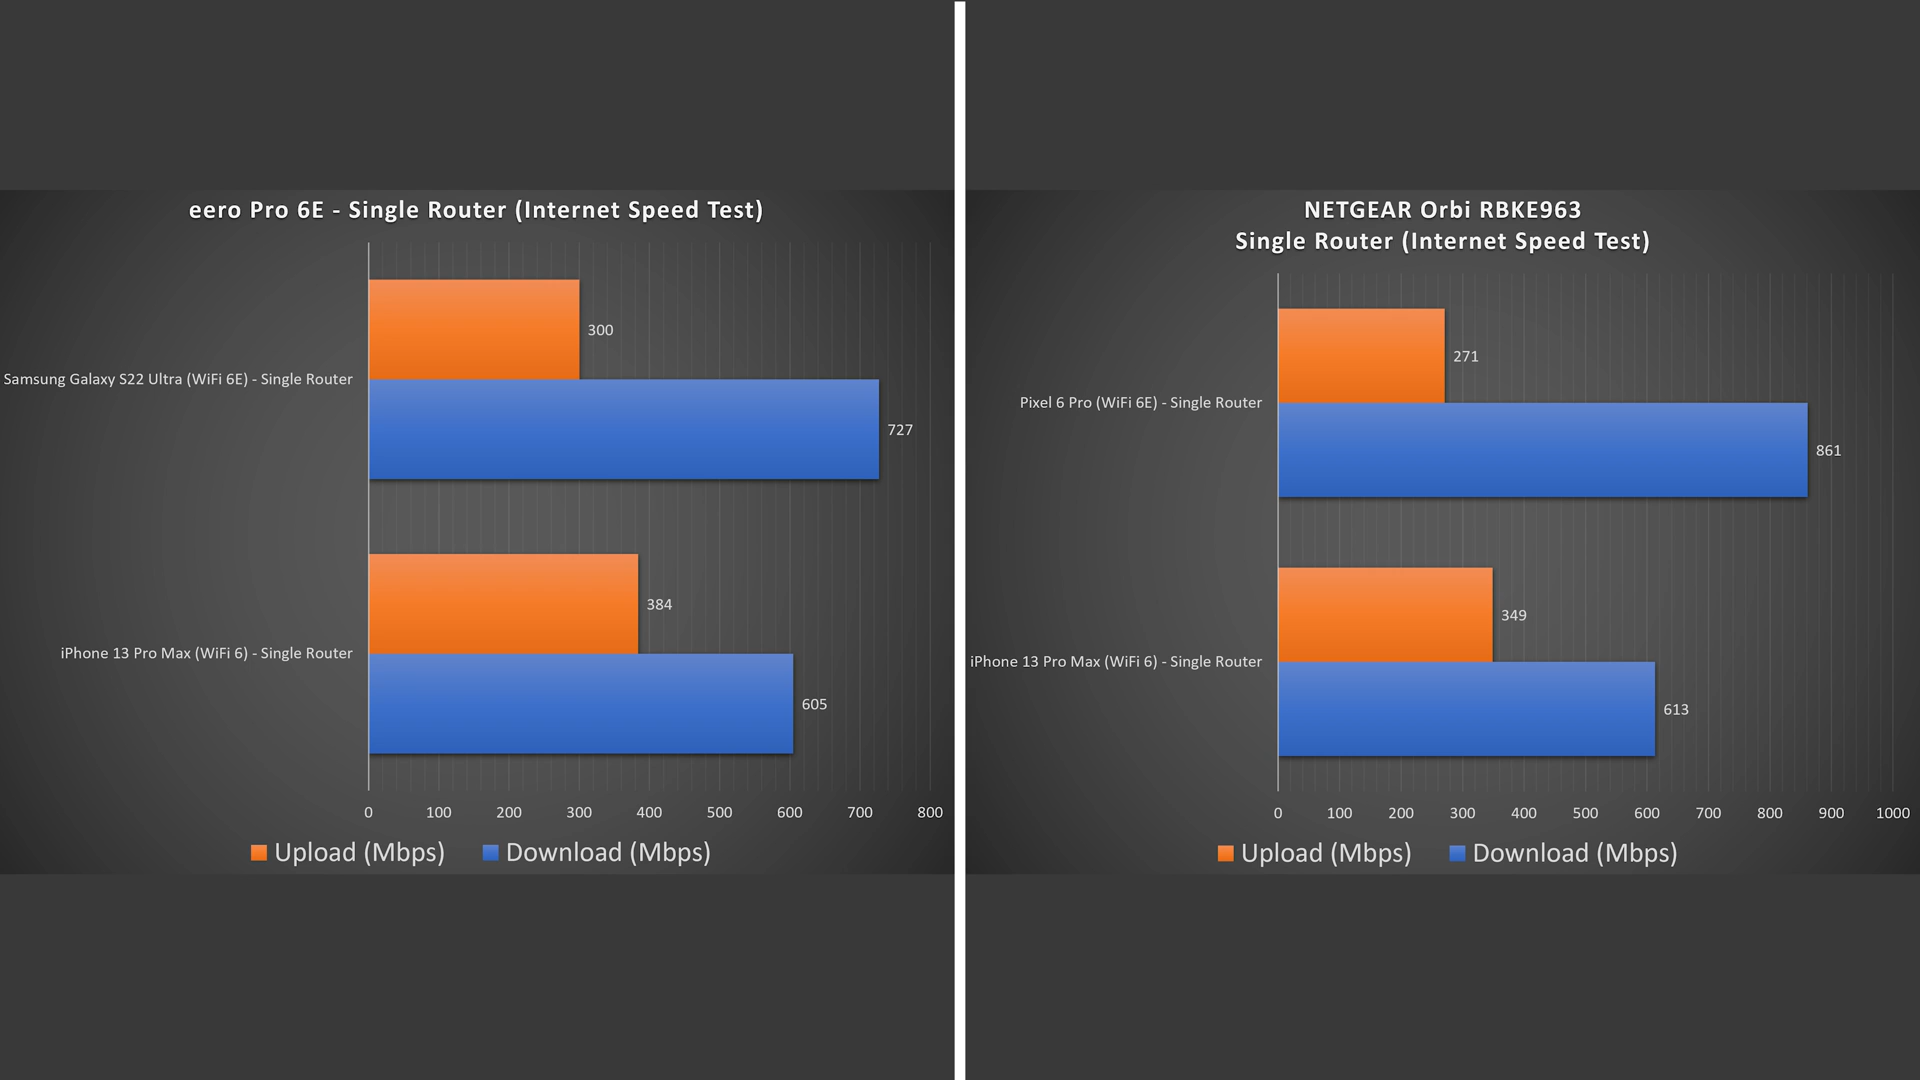 eero Pro 6E - Single Router (Internet Speed Test)
300
Samsung Galaxy S22 Ultra (WiFi 6E) - Single Router
727
384
iPhone 13 Pro Max (WiFi 6) - Single Router
605
0 100 200 300 400 500 600 700 800
Upload (Mbps) Download (Mbps)
NETGEAR Orbi RBKE963
Single Router (Internet Speed Test)
271
Pixel 6 Pro (WiFi 6E) - Single Router
861
349
iPhone 13 Pro Max (WiFi 6) - Single Router
613
0 100 200 300 400 500 600 700 800 900 1000
Upload (Mbps) Download (Mbps)